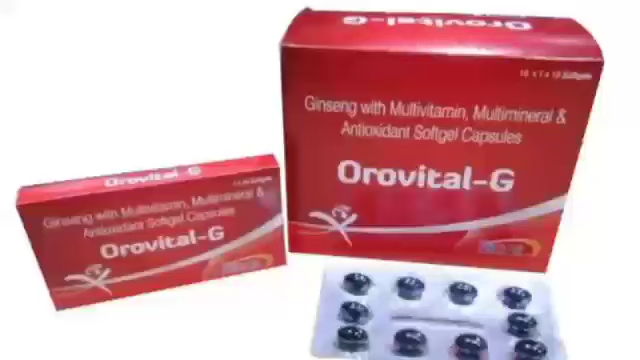 Orovital-G
10 x 1 x 10 Softgels
Ginseng with Multivitamin, Multimineral &
Antioxidant Softgel Capsules
Orovital-G
Orovital-G
Ginseng with Multivitamin, Multimineral &
Antioxidant Softgel Capsules
Orovital-G